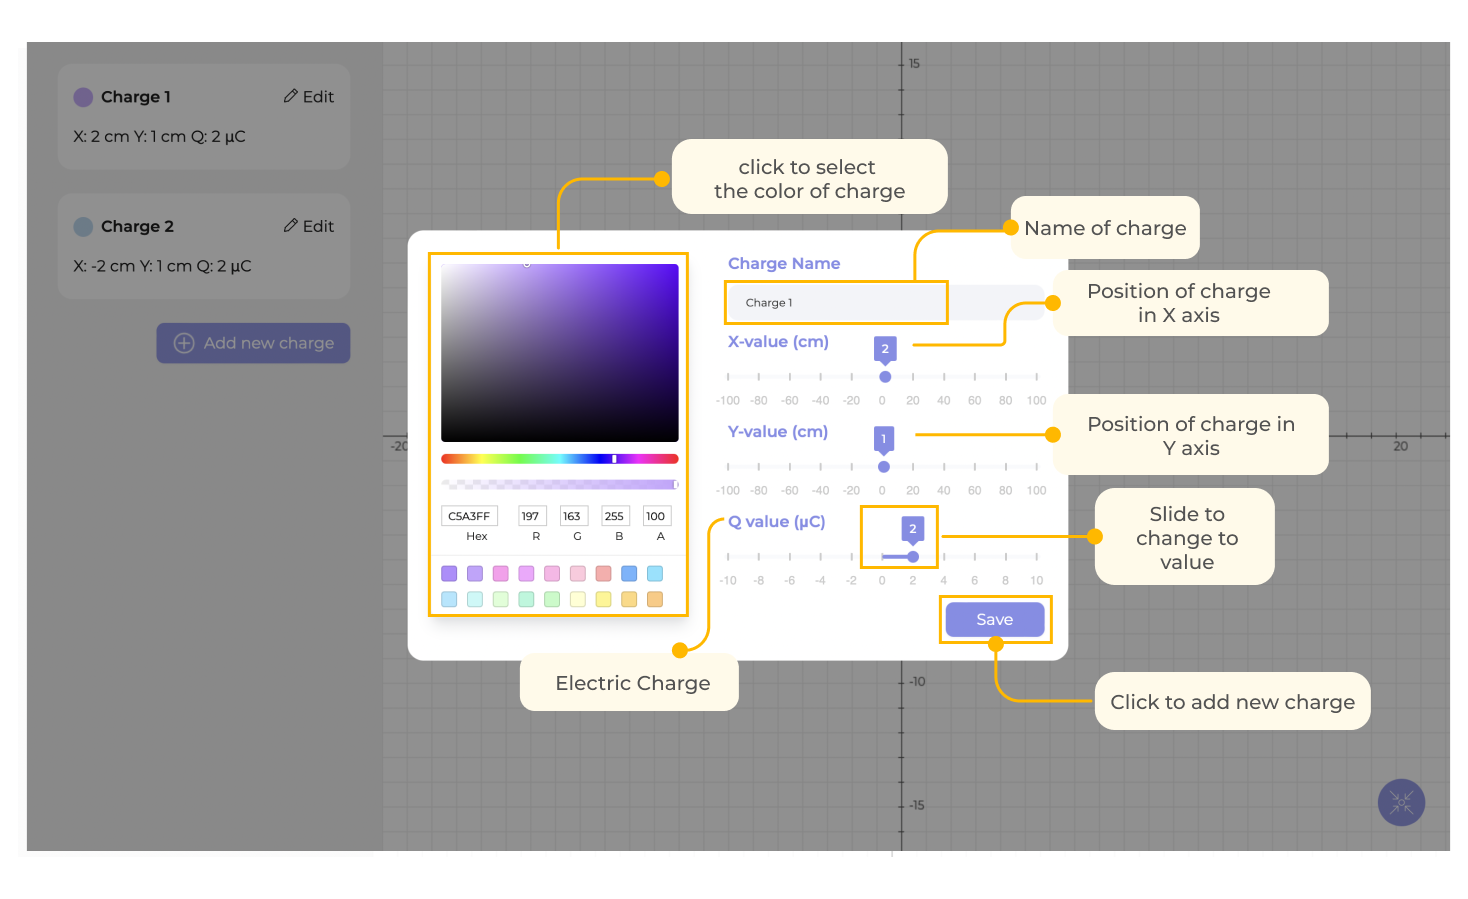 Charge 1
Edit
X: 2 cm Y: 1 cm Q: 2 µC
Charge 2
Edit
X: -2 cm Y: 1 cm Q: 2 µC
Add new charge
15
-20
20
-10
-15
click to select
the color of charge
Name of charge
Charge Name
Charge 1
Position of charge
in X axis
X-value (cm)
2
-100 -80 -60 -40 -20 0 20 40 60 80 100
Position of charge in
Y axis
Y-value (cm)
1
-100 -80 -60 -40 -20 0 20 40 60 80 100
Slide to
change to
value
Q value (µC)
2
-10 -8 -6 -4 -2 0 2 4 6 8 10
C5A3FF 197 163 255 100
Hex R G B A
Save
Electric Charge
Click to add new charge